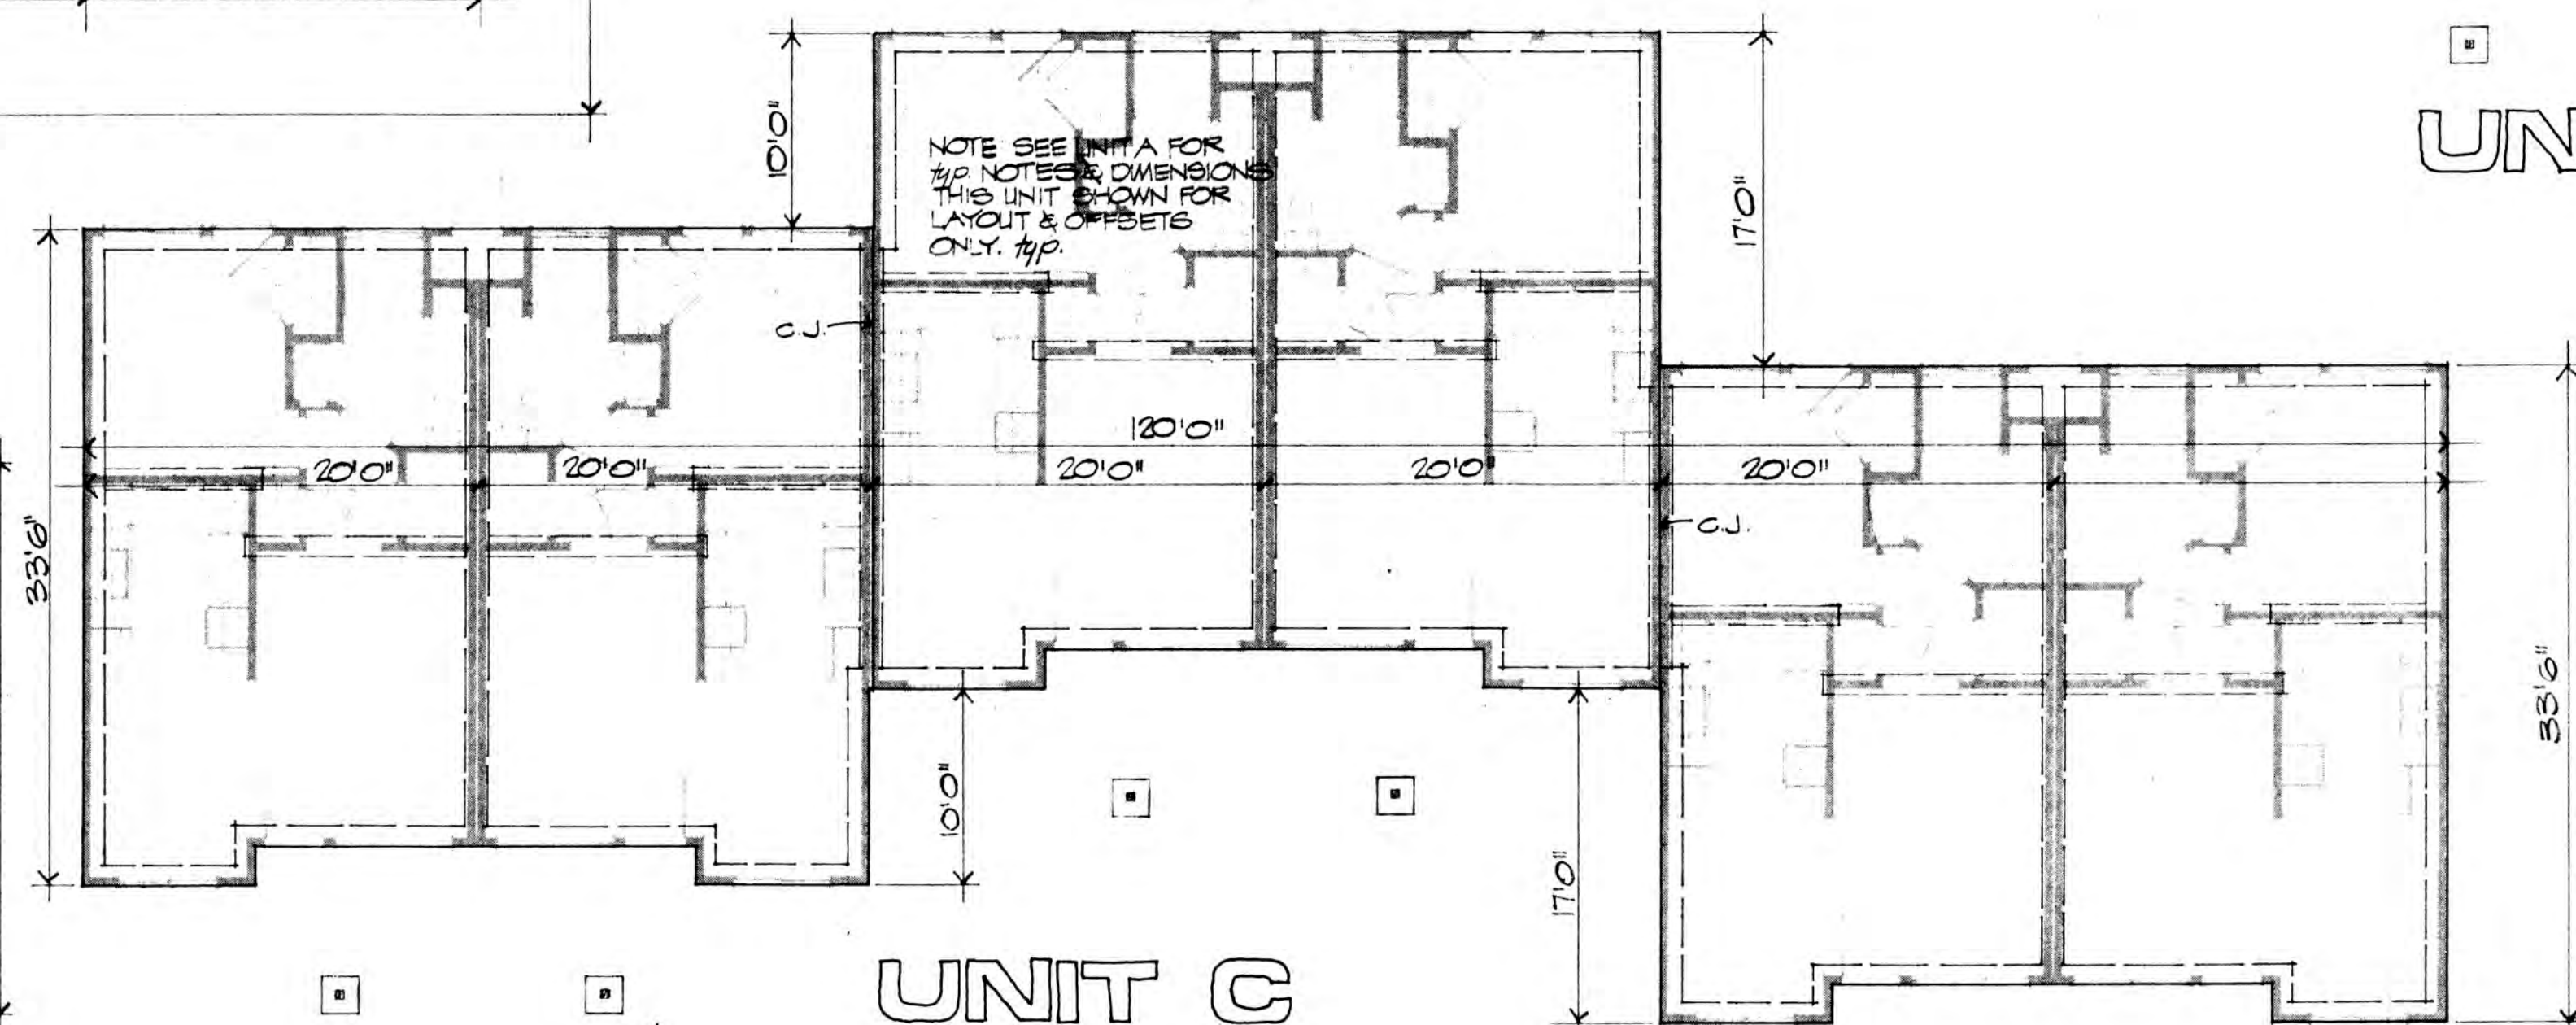 10'0"
17'0"
UN
NOTE SEE UNIT A FOR
typ. NOTES & DIMENSIONS
THIS UNIT SHOWN FOR
LAYOUT & OFFSETS
ONLY. typ.
C.J.
120'0"
20'0" 20'0" 20'0" 20'0" 20'0"
C.J.
33'6"
33'6"
10'0"
17'0"
UNIT C